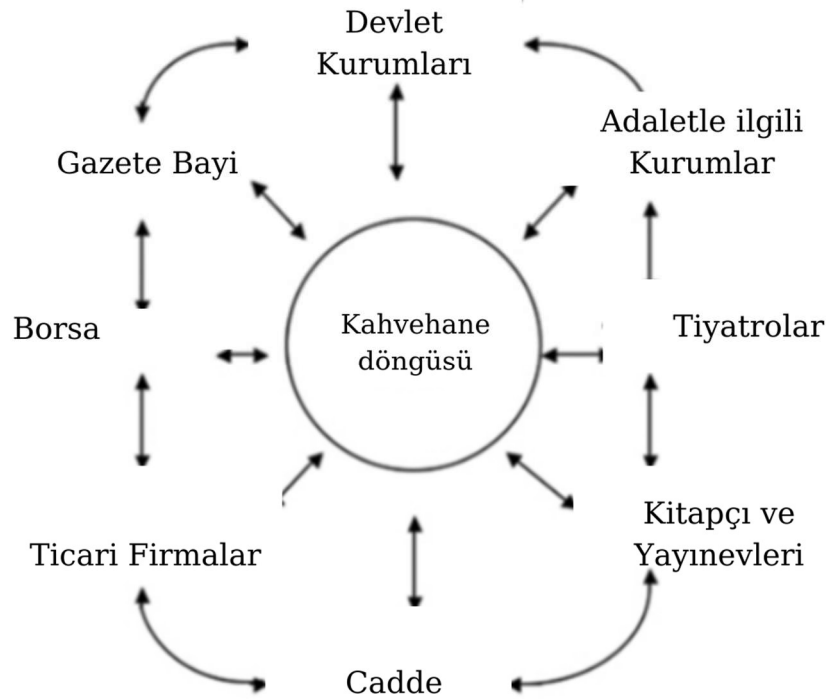 Devlet
Kurumları
Adaletle ilgili
Kurumlar
Gazete Bayi
Borsa
Kahvehane
döngüsü
Tiyatrolar
Kitapçı ve
Yayınevleri
Ticari Firmalar
Cadde